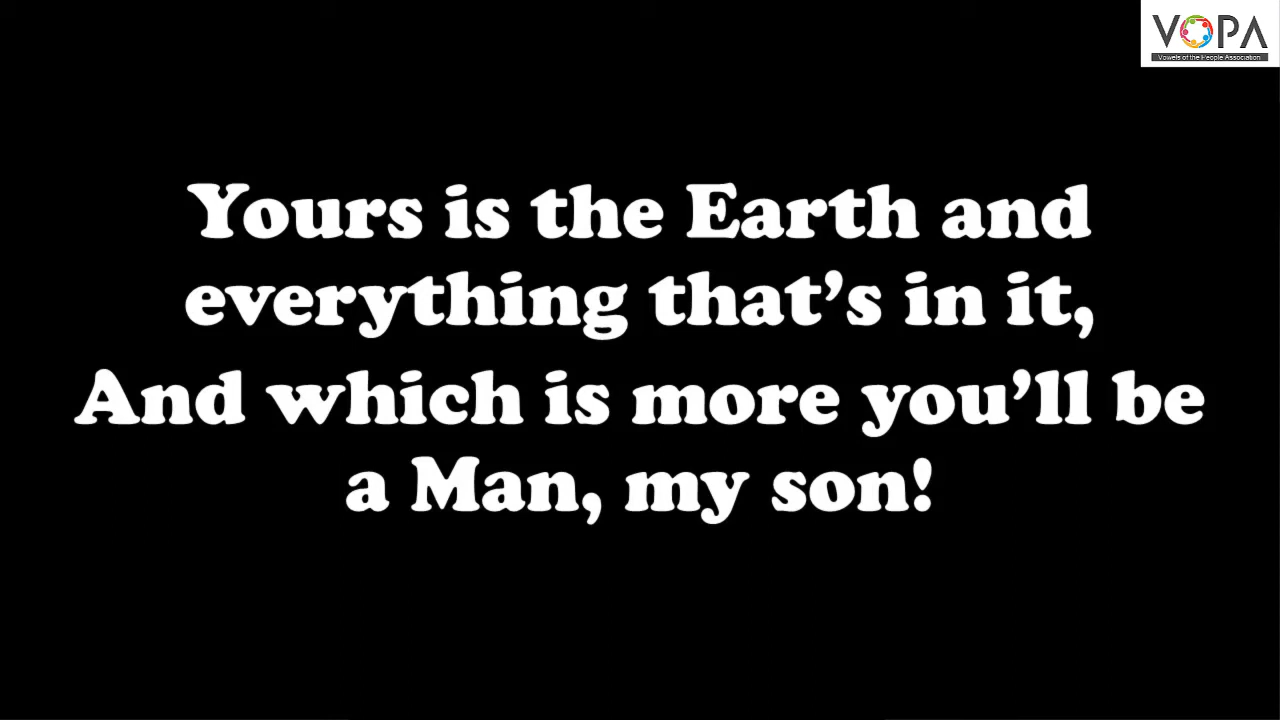 VOPA
Vowels of the People Association
Yours is the Earth and
everything that’s in it,
And which is more you’ll be
a Man, my son!